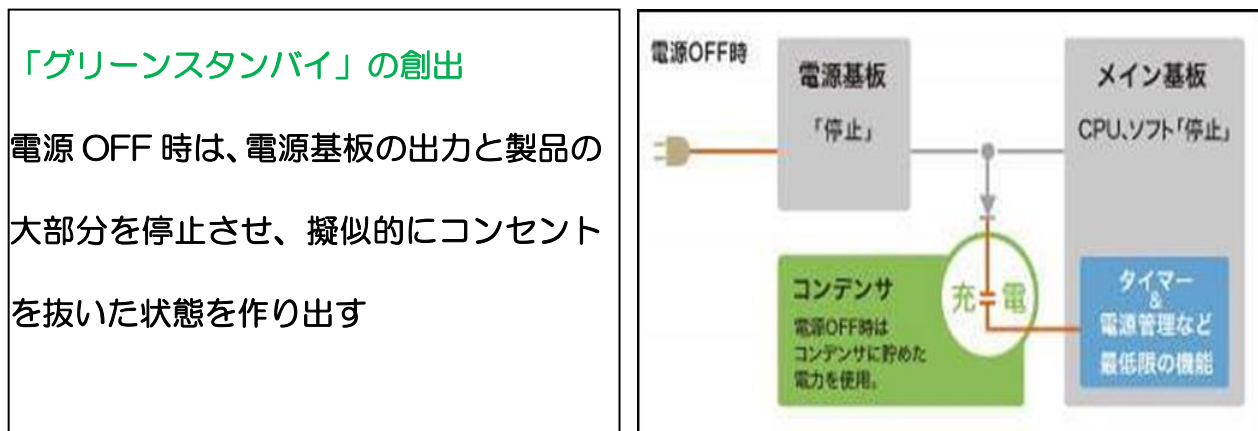 「グリーンスタンバイ」の創出
電源 OFF 時は、電源基板の出力と製品の
大部分を停止させ、擬似的にコンセント
を抜いた状態を作り出す
電源OFF時
電源基板
「停止」
メイン基板
CPU、ソフト「停止」
コンデンサ
電源OFF時は
コンデンサに貯めた
電力を使用。
充電
タイマー
&
電源管理など
最低限の機能